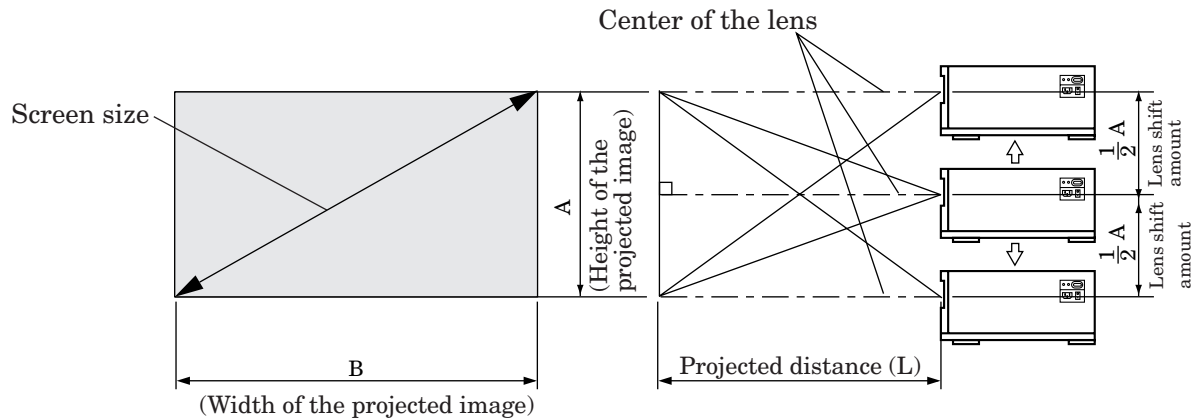 Center of the lens
Screen size
A
(Height of the
projected image)
1/2 A
Lens shift
amount
1/2 A
Lens shift
amount
B
(Width of the projected image)
Projected distance (L)